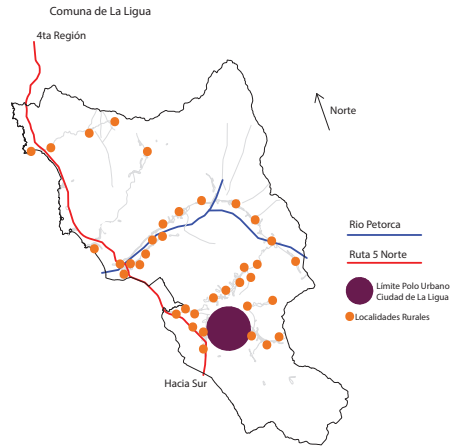 Comuna de La Ligua
4ta Región
Norte
Rio Petorca
Ruta 5 Norte
Límite Polo Urbano
Ciudad de La Ligua
Localidades Rurales
Hacia Sur